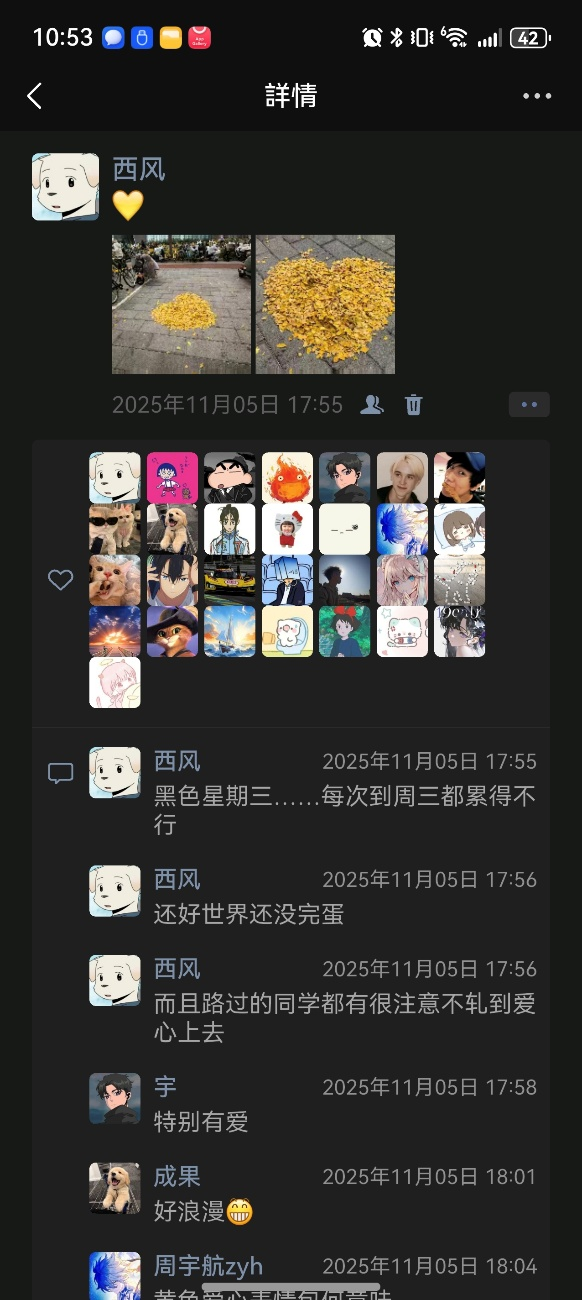 10:53
6
42
詳情
西风
💛
2025年11月05日 17:55
西风 2025年11月05日 17:55
黑色星期三……每次到周三都累得不
行
西风 2025年11月05日 17:56
还好世界还没完蛋
西风 2025年11月05日 17:56
而且路过的同学都有很注意不轧到爱
心上去
宇 2025年11月05日 17:58
特别有爱
成果 2025年11月05日 18:01
好浪漫😁
周宇航zyh 2025年11月05日 18:04